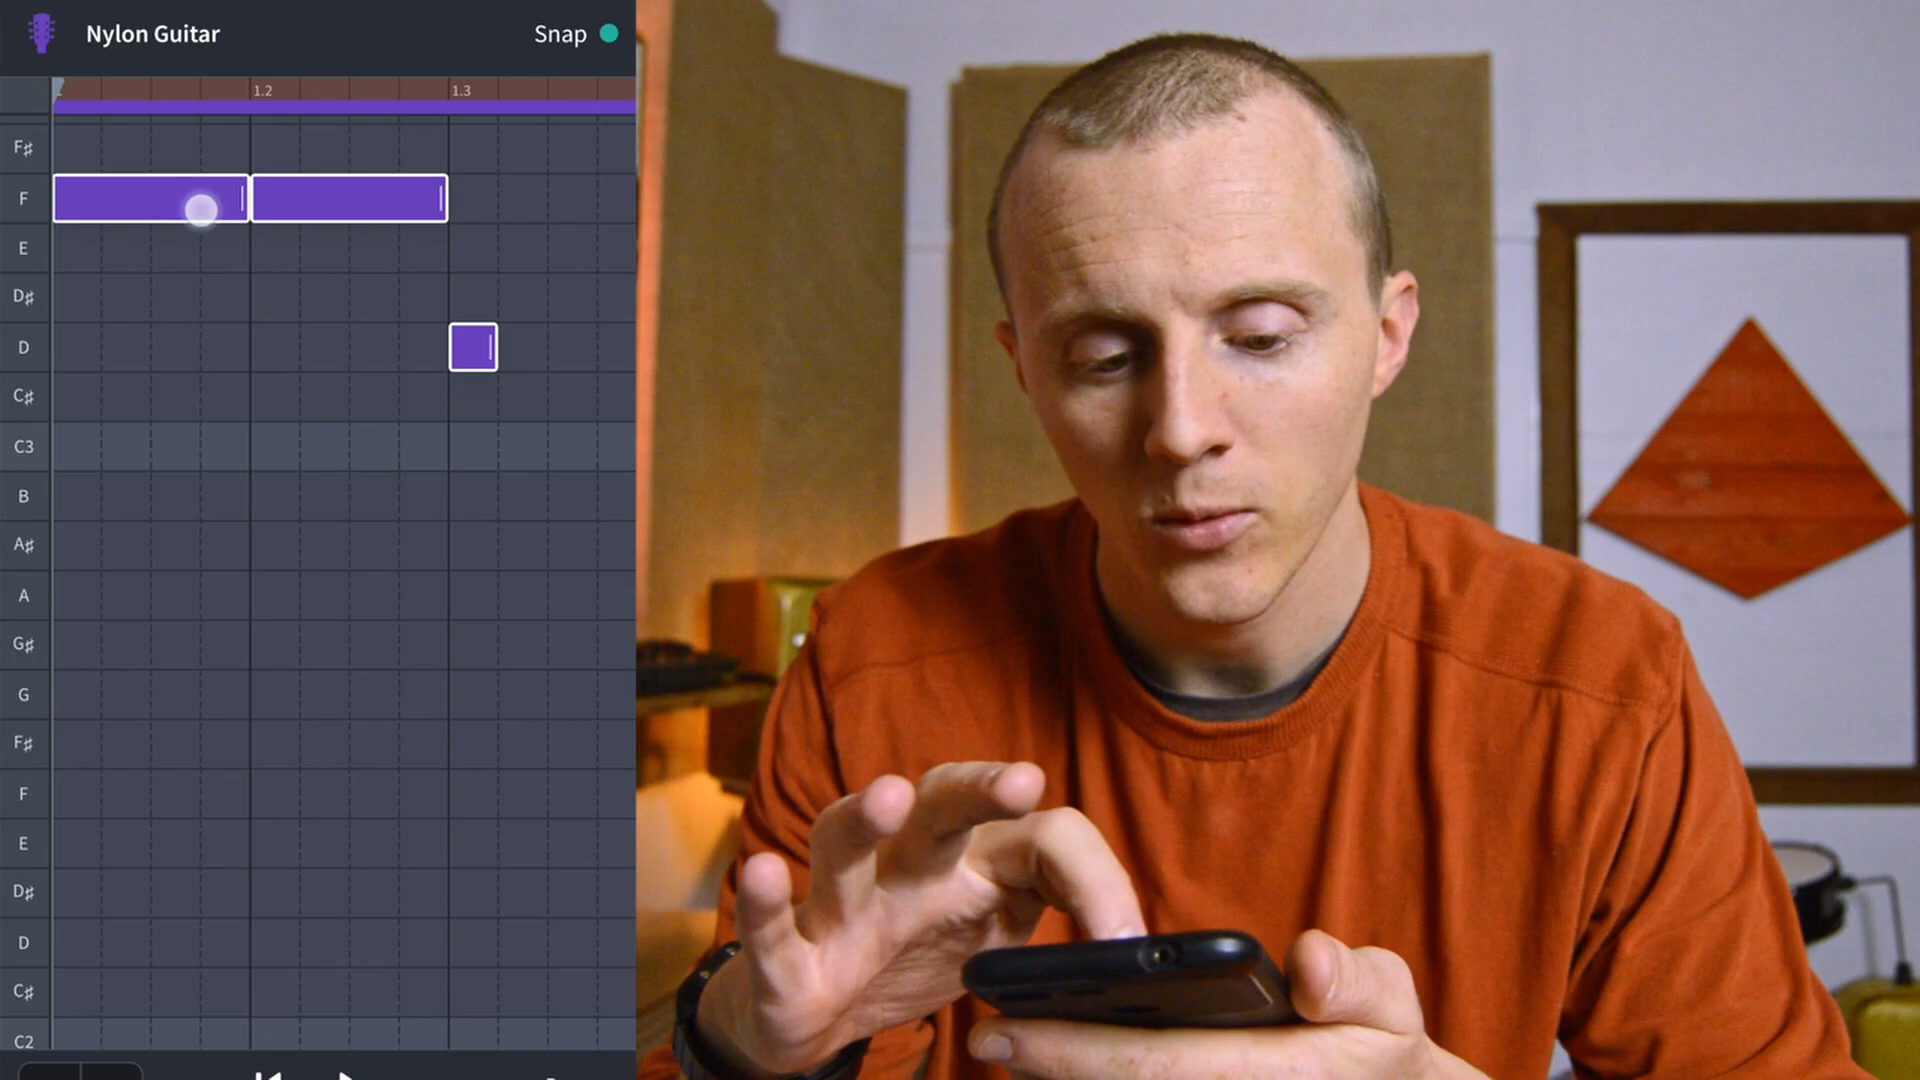 Nylon Guitar Snap
1.2 1.3
F♯
F
E
D♯
D
C♯
C3
B
A♯
A
G♯
G
F♯
F
E
D♯
D
C♯
C2